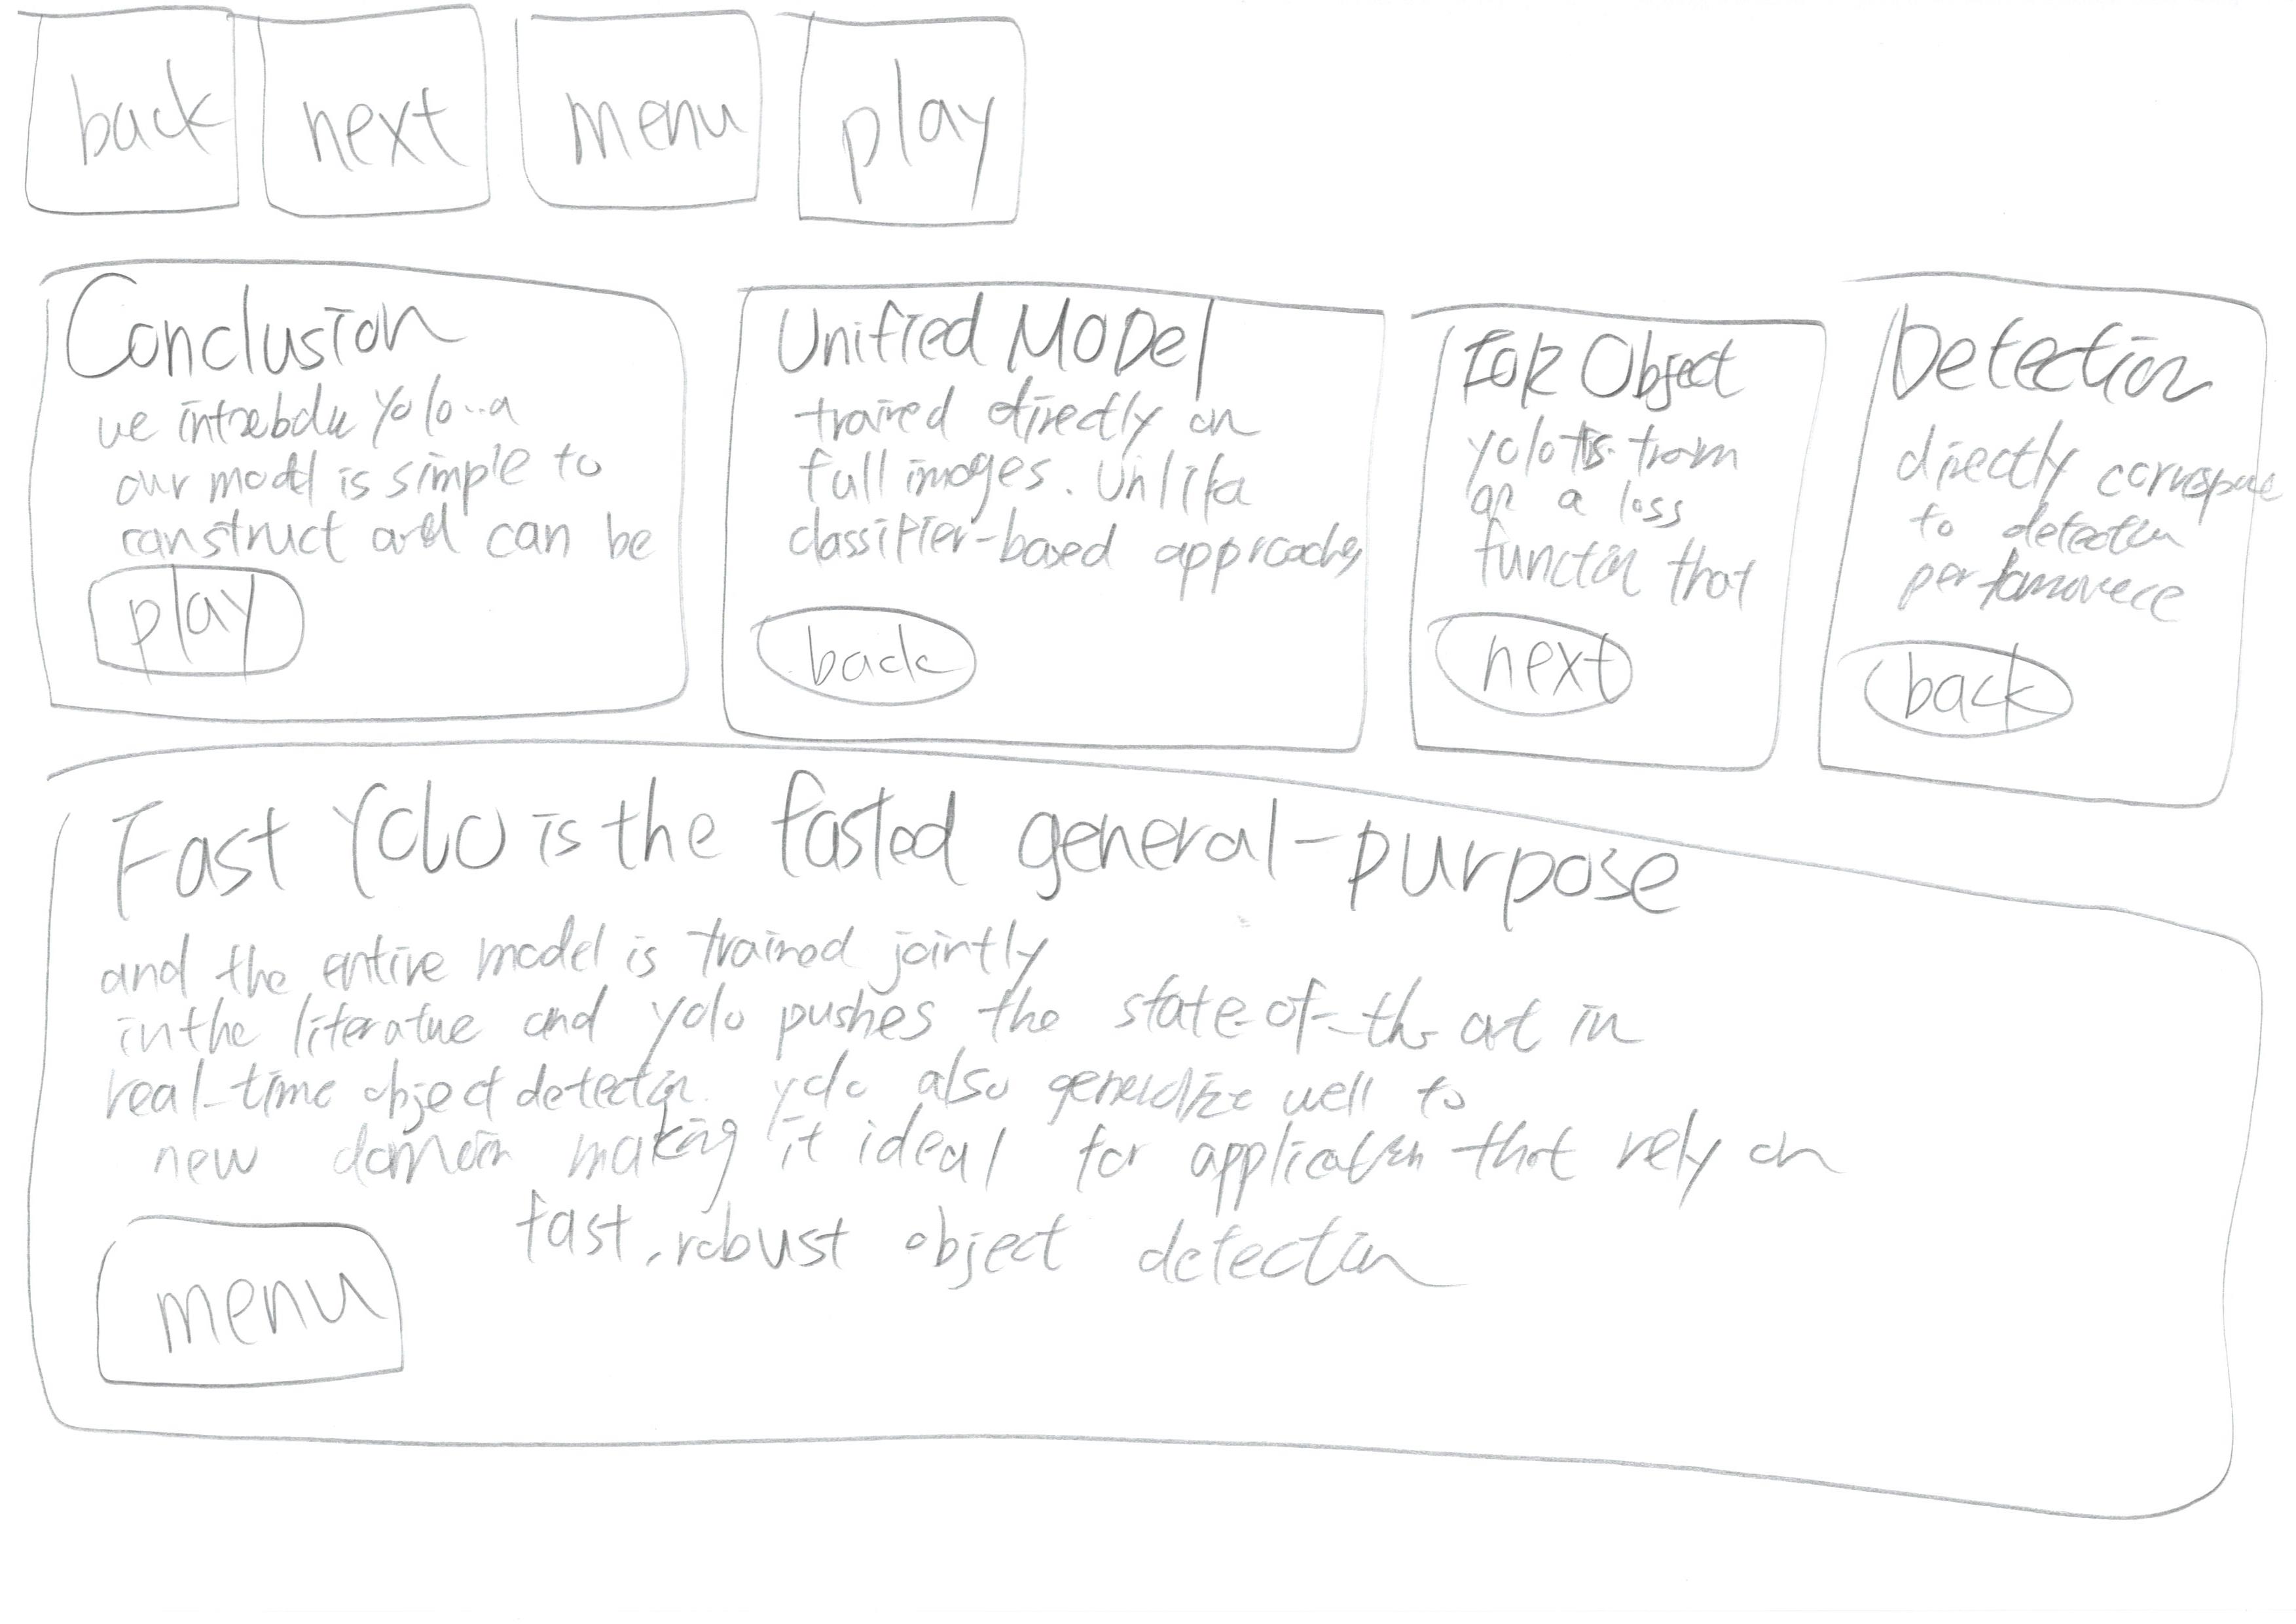 back next menu play
Conclusion
we introbdu yolo..a
our model is simple to
construct and can be
play
Unified MODel
trained directly on
full images. Unlike
classifier-based approaches
back
FOR Object
yolo is train
on a loss
function that
next
Detection
directly
to detection
back
Fast Yolo is the fasted general-purpose
and the entire model is trained jointly
in the literatue and yolo pushes the state-of-the art in
real-time object detection. yolo also generalize well to
new domain making it ideal for application that rely on
fast, robust object detection
menu